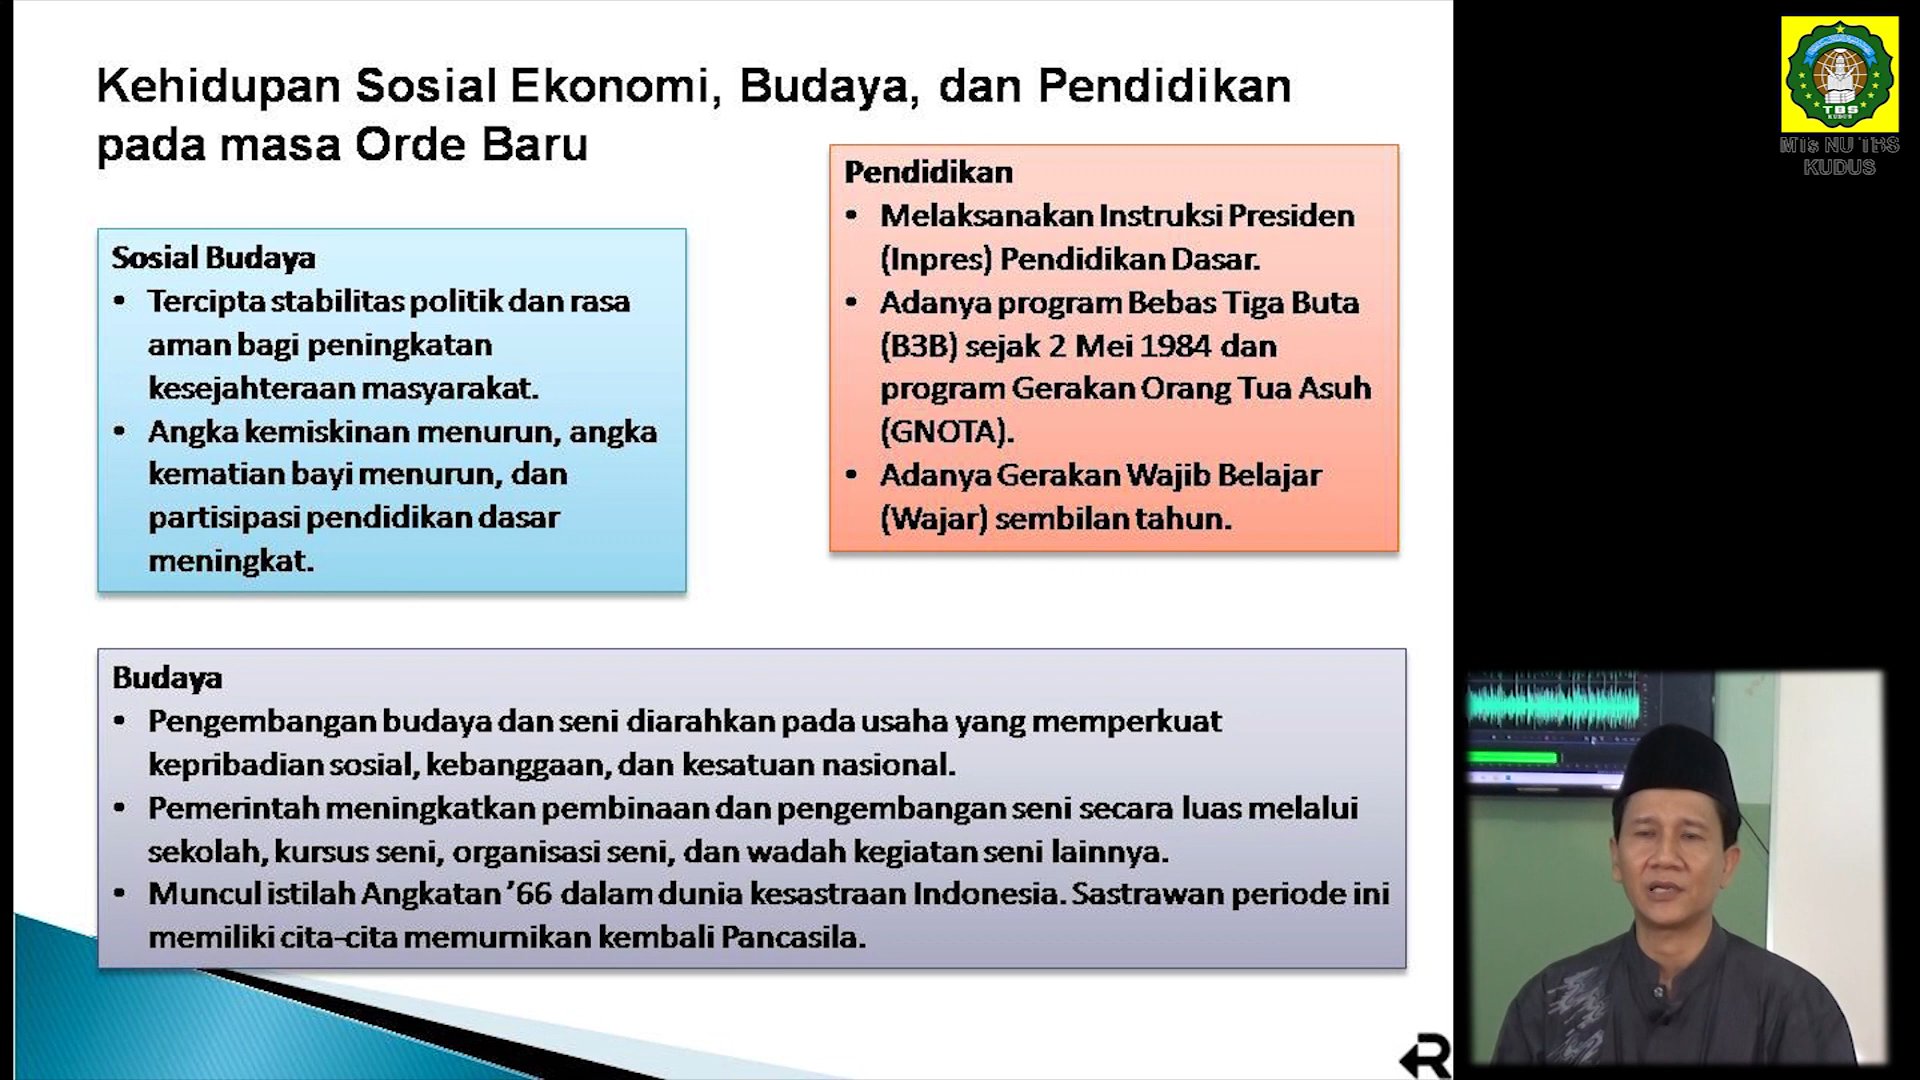 Kehidupan Sosial Ekonomi, Budaya, dan Pendidikan
pada masa Orde Baru
Sosial Budaya
• Tercipta stabilitas politik dan rasa
aman bagi peningkatan
kesejahteraan masyarakat.
• Angka kemiskinan menurun, angka
kematian bayi menurun, dan
partisipasi pendidikan dasar
meningkat.
Pendidikan
• Melaksanakan Instruksi Presiden
(Inpres) Pendidikan Dasar.
• Adanya program Bebas Tiga Buta
(B3B) sejak 2 Mei 1984 dan
program Gerakan Orang Tua Asuh
(GNOTA).
• Adanya Gerakan Wajib Belajar
(Wajar) sembilan tahun.
Budaya
• Pengembangan budaya dan seni diarahkan pada usaha yang memperkuat
kepribadian sosial, kebanggaan, dan kesatuan nasional.
• Pemerintah meningkatkan pembinaan dan pengembangan seni secara luas melalui
sekolah, kursus seni, organisasi seni, dan wadah kegiatan seni lainnya.
• Muncul istilah Angkatan ’66 dalam dunia kesastraan Indonesia. Sastrawan periode ini
memiliki cita-cita memurnikan kembali Pancasila.
TBS
KUDUS
MTs NU TBS
KUDUS
R